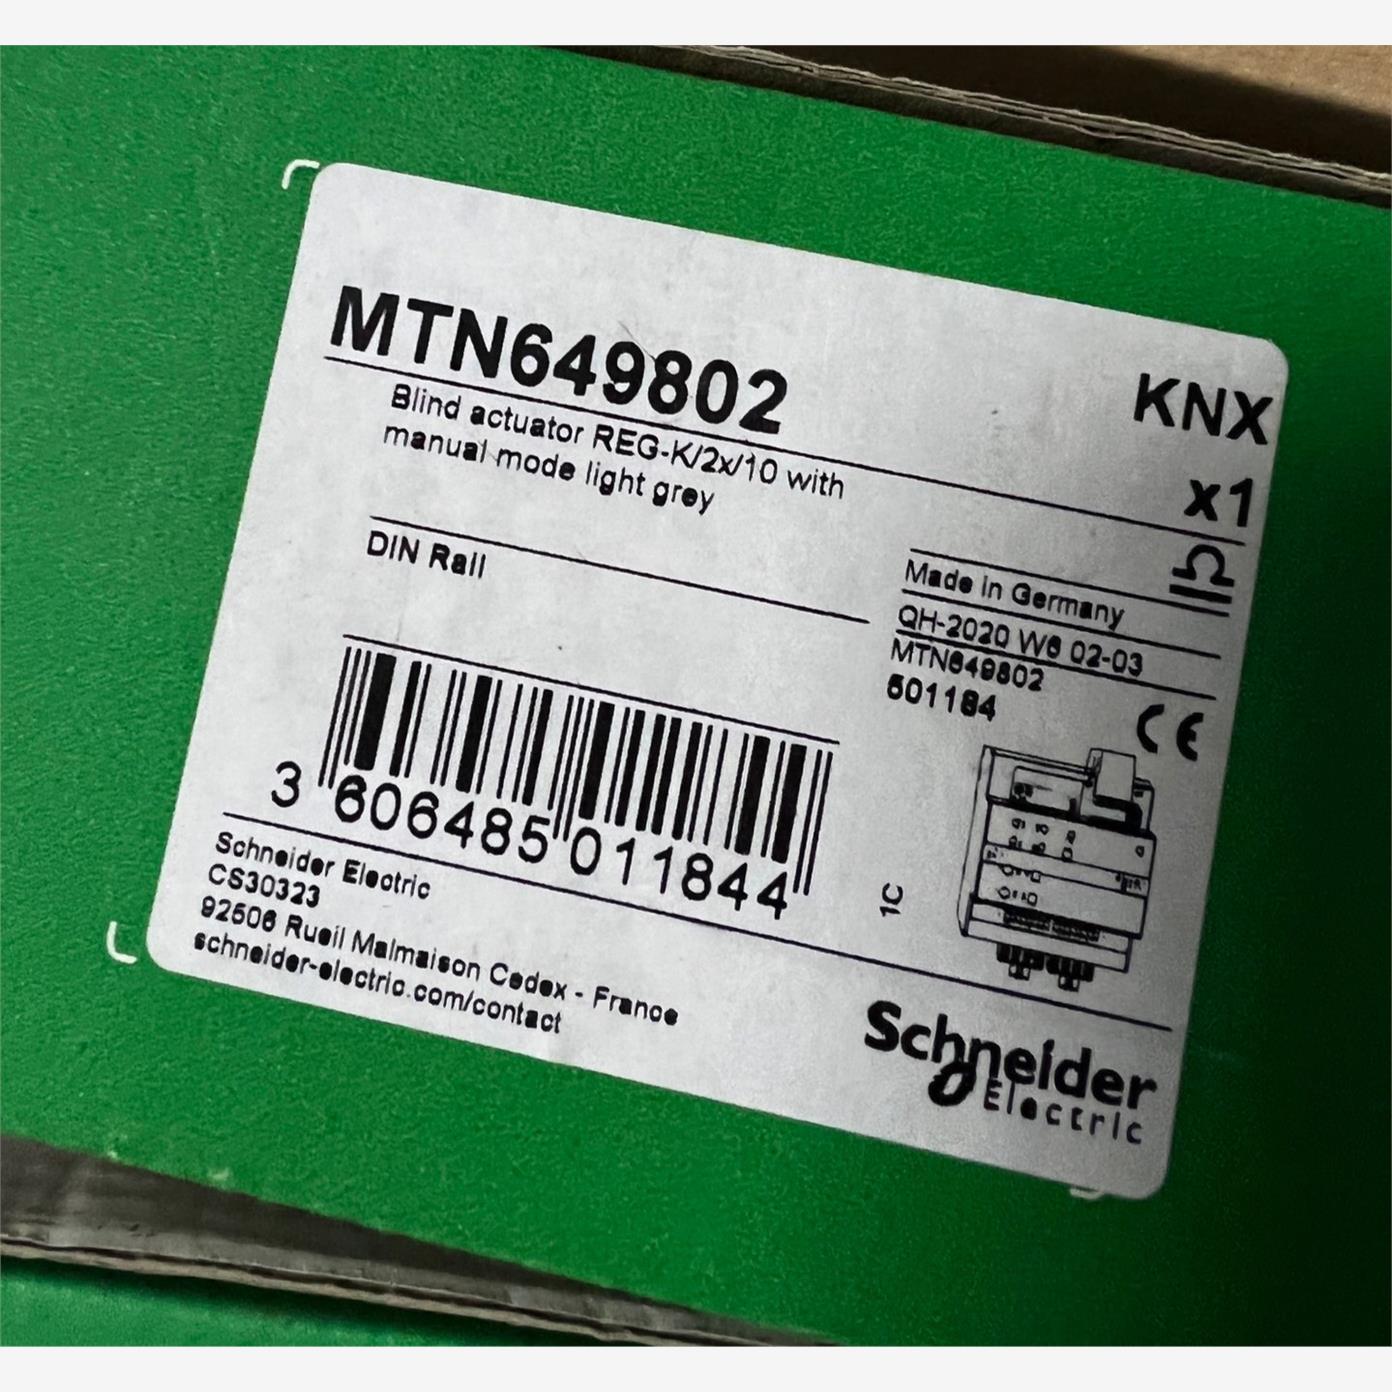 MTN649802
KNX
Blind actuator REG-K/2x/10 with
manual mode light grey
x1
DIN Rail
Made in Germany
QH-2020 W6 02-03
MTN649802
501184
CE
3 606485 011844
1C
Schneider Electric
CS30323
92506 Rueil Malmaison Cedex - France
schneider-electric.com/contact
Schneider
Electric